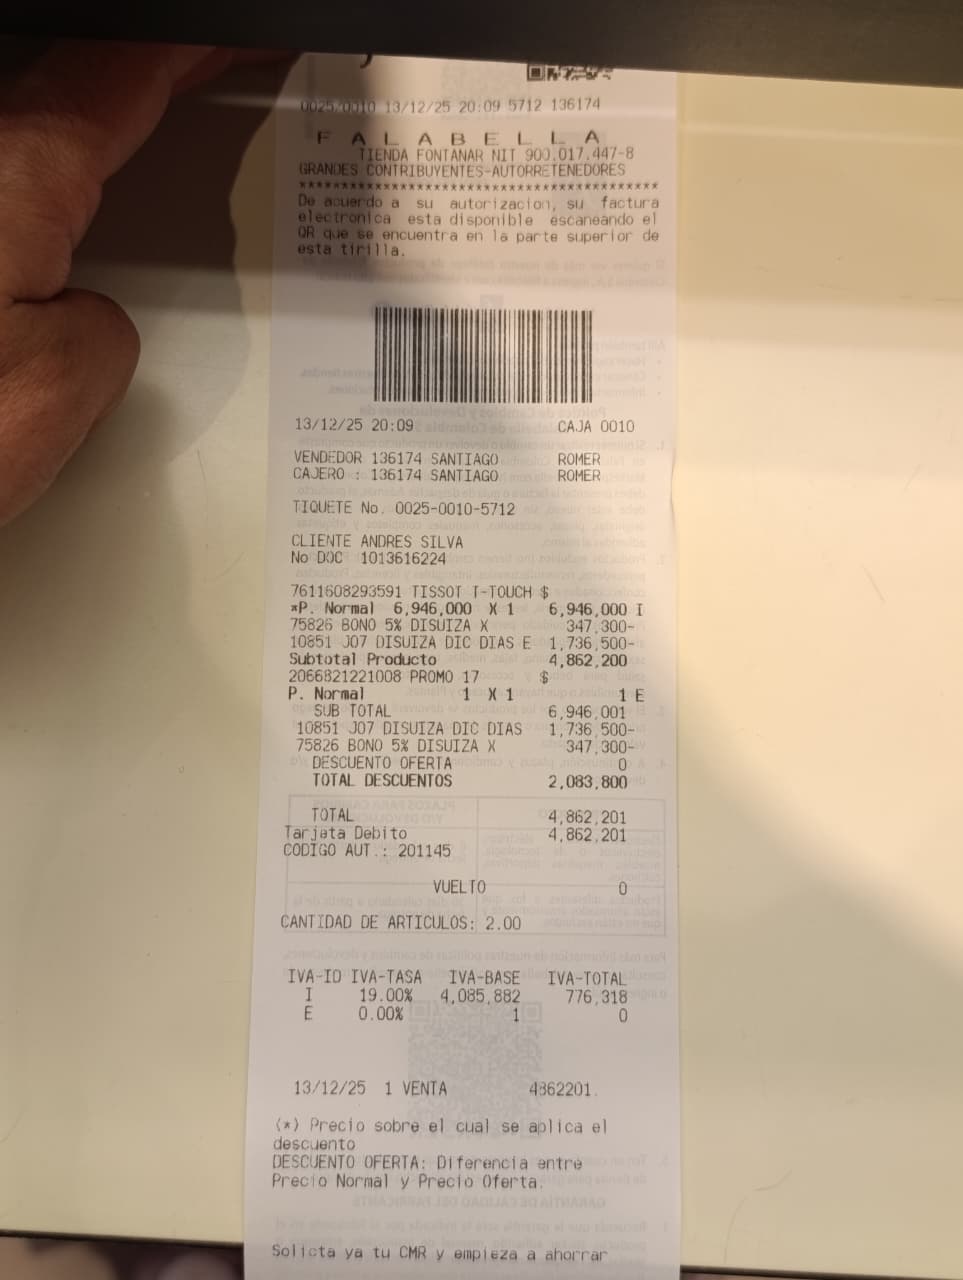 0025/0010 13/12/25 20:09 5712 136174
F A L A B E L L A
TIENDA FONTANAR NIT 900.017.447-8
GRANDES CONTRIBUYENTES-AUTORRETENEDORES
*******************************************
De acuerdo a su autorizacion, su factura
electronica esta disponible escaneando el
QR que se encuentra en la parte superior de
esta tirilla.
13/12/25 20:09 CAJA 0010
VENDEDOR 136174 SANTIAGO ROMER
CAJERO : 136174 SANTIAGO ROMER
TIQUETE No. 0025-0010-5712
CLIENTE ANDRES SILVA
No DOC 1013616224
7611608293591 TISSOT T-TOUCH $
*P. Normal 6,946,000 X 1 6,946,000 I
75826 BONO 5% DISUIZA X 347,300-
10851 J07 DISUIZA DIC DIAS E 1,736,500-
Subtotal Producto 4,862,200
2066821221008 PROMO 17 $
P. Normal 1 X 1 1 E
SUB TOTAL 6,946,001
10851 J07 DISUIZA DIC DIAS 1,736,500-
75826 BONO 5% DISUIZA X 347,300-
DESCUENTO OFERTA 0
TOTAL DESCUENTOS 2,083,800
TOTAL 4,862,201
Tarjeta Debito 4,862,201
CODIGO AUT.: 201145
VUELTO 0
CANTIDAD DE ARTICULOS: 2.00
IVA-ID IVA-TASA IVA-BASE IVA-TOTAL
I 19.00% 4,085,882 776,318
E 0.00% 1 0
13/12/25 1 VENTA 4862201.
(*) Precio sobre el cual se aplica el
descuento
DESCUENTO OFERTA: Diferencia entre
Precio Normal y Precio Oferta.
Solicta ya tu CMR y empieza a ahorrar